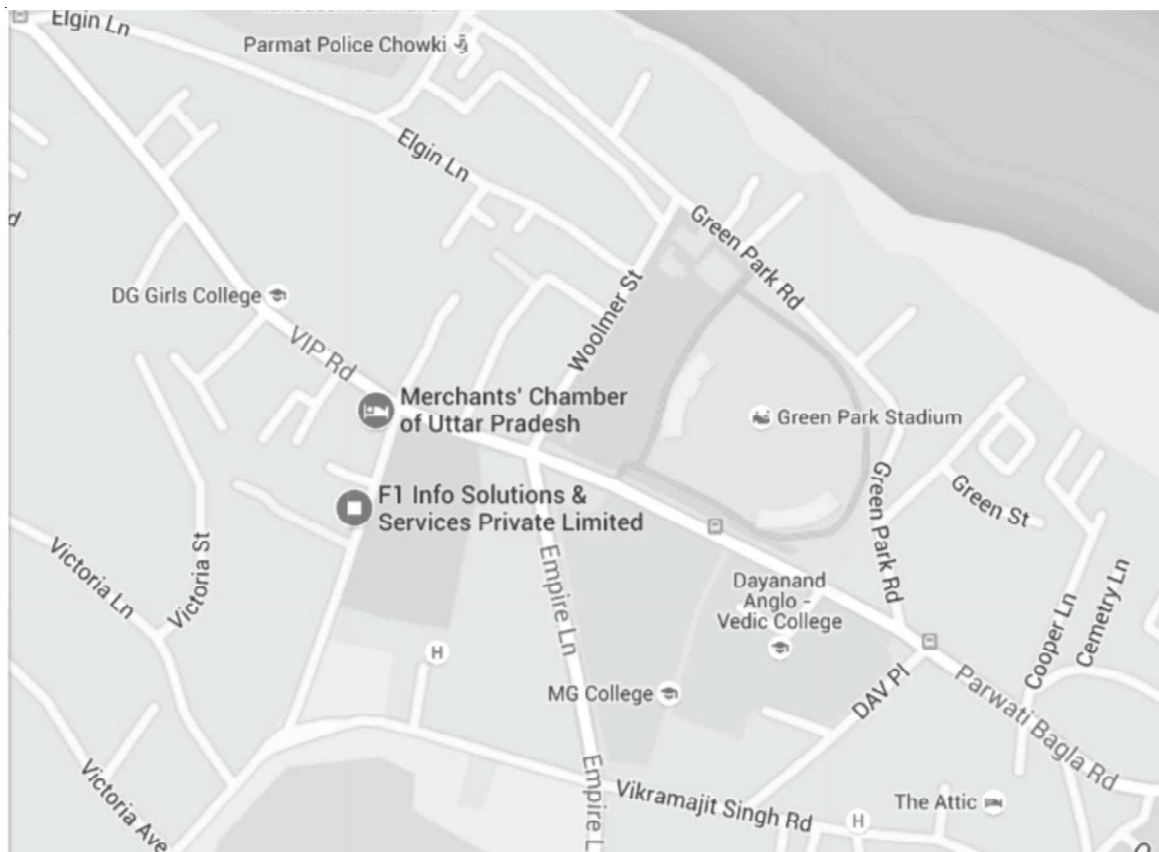 Elgin Ln
Parmat Police Chowki
Elgin Ln
Green Park Rd
DG Girls College
VIP Rd
Woolmer St
Merchants' Chamber
of Uttar Pradesh
Green Park Stadium
F1 Info Solutions &
Services Private Limited
Green Park Rd
Green St
Victoria Ln
Victoria St
Empire Ln
Dayanand
Anglo -
Vedic College
Cooper Ln
Cemetry Ln
H
MG College
DAV Pl
Parwati Bagla Rd
Victoria Ave
Empire L
Vikramajit Singh Rd
The Attic
H